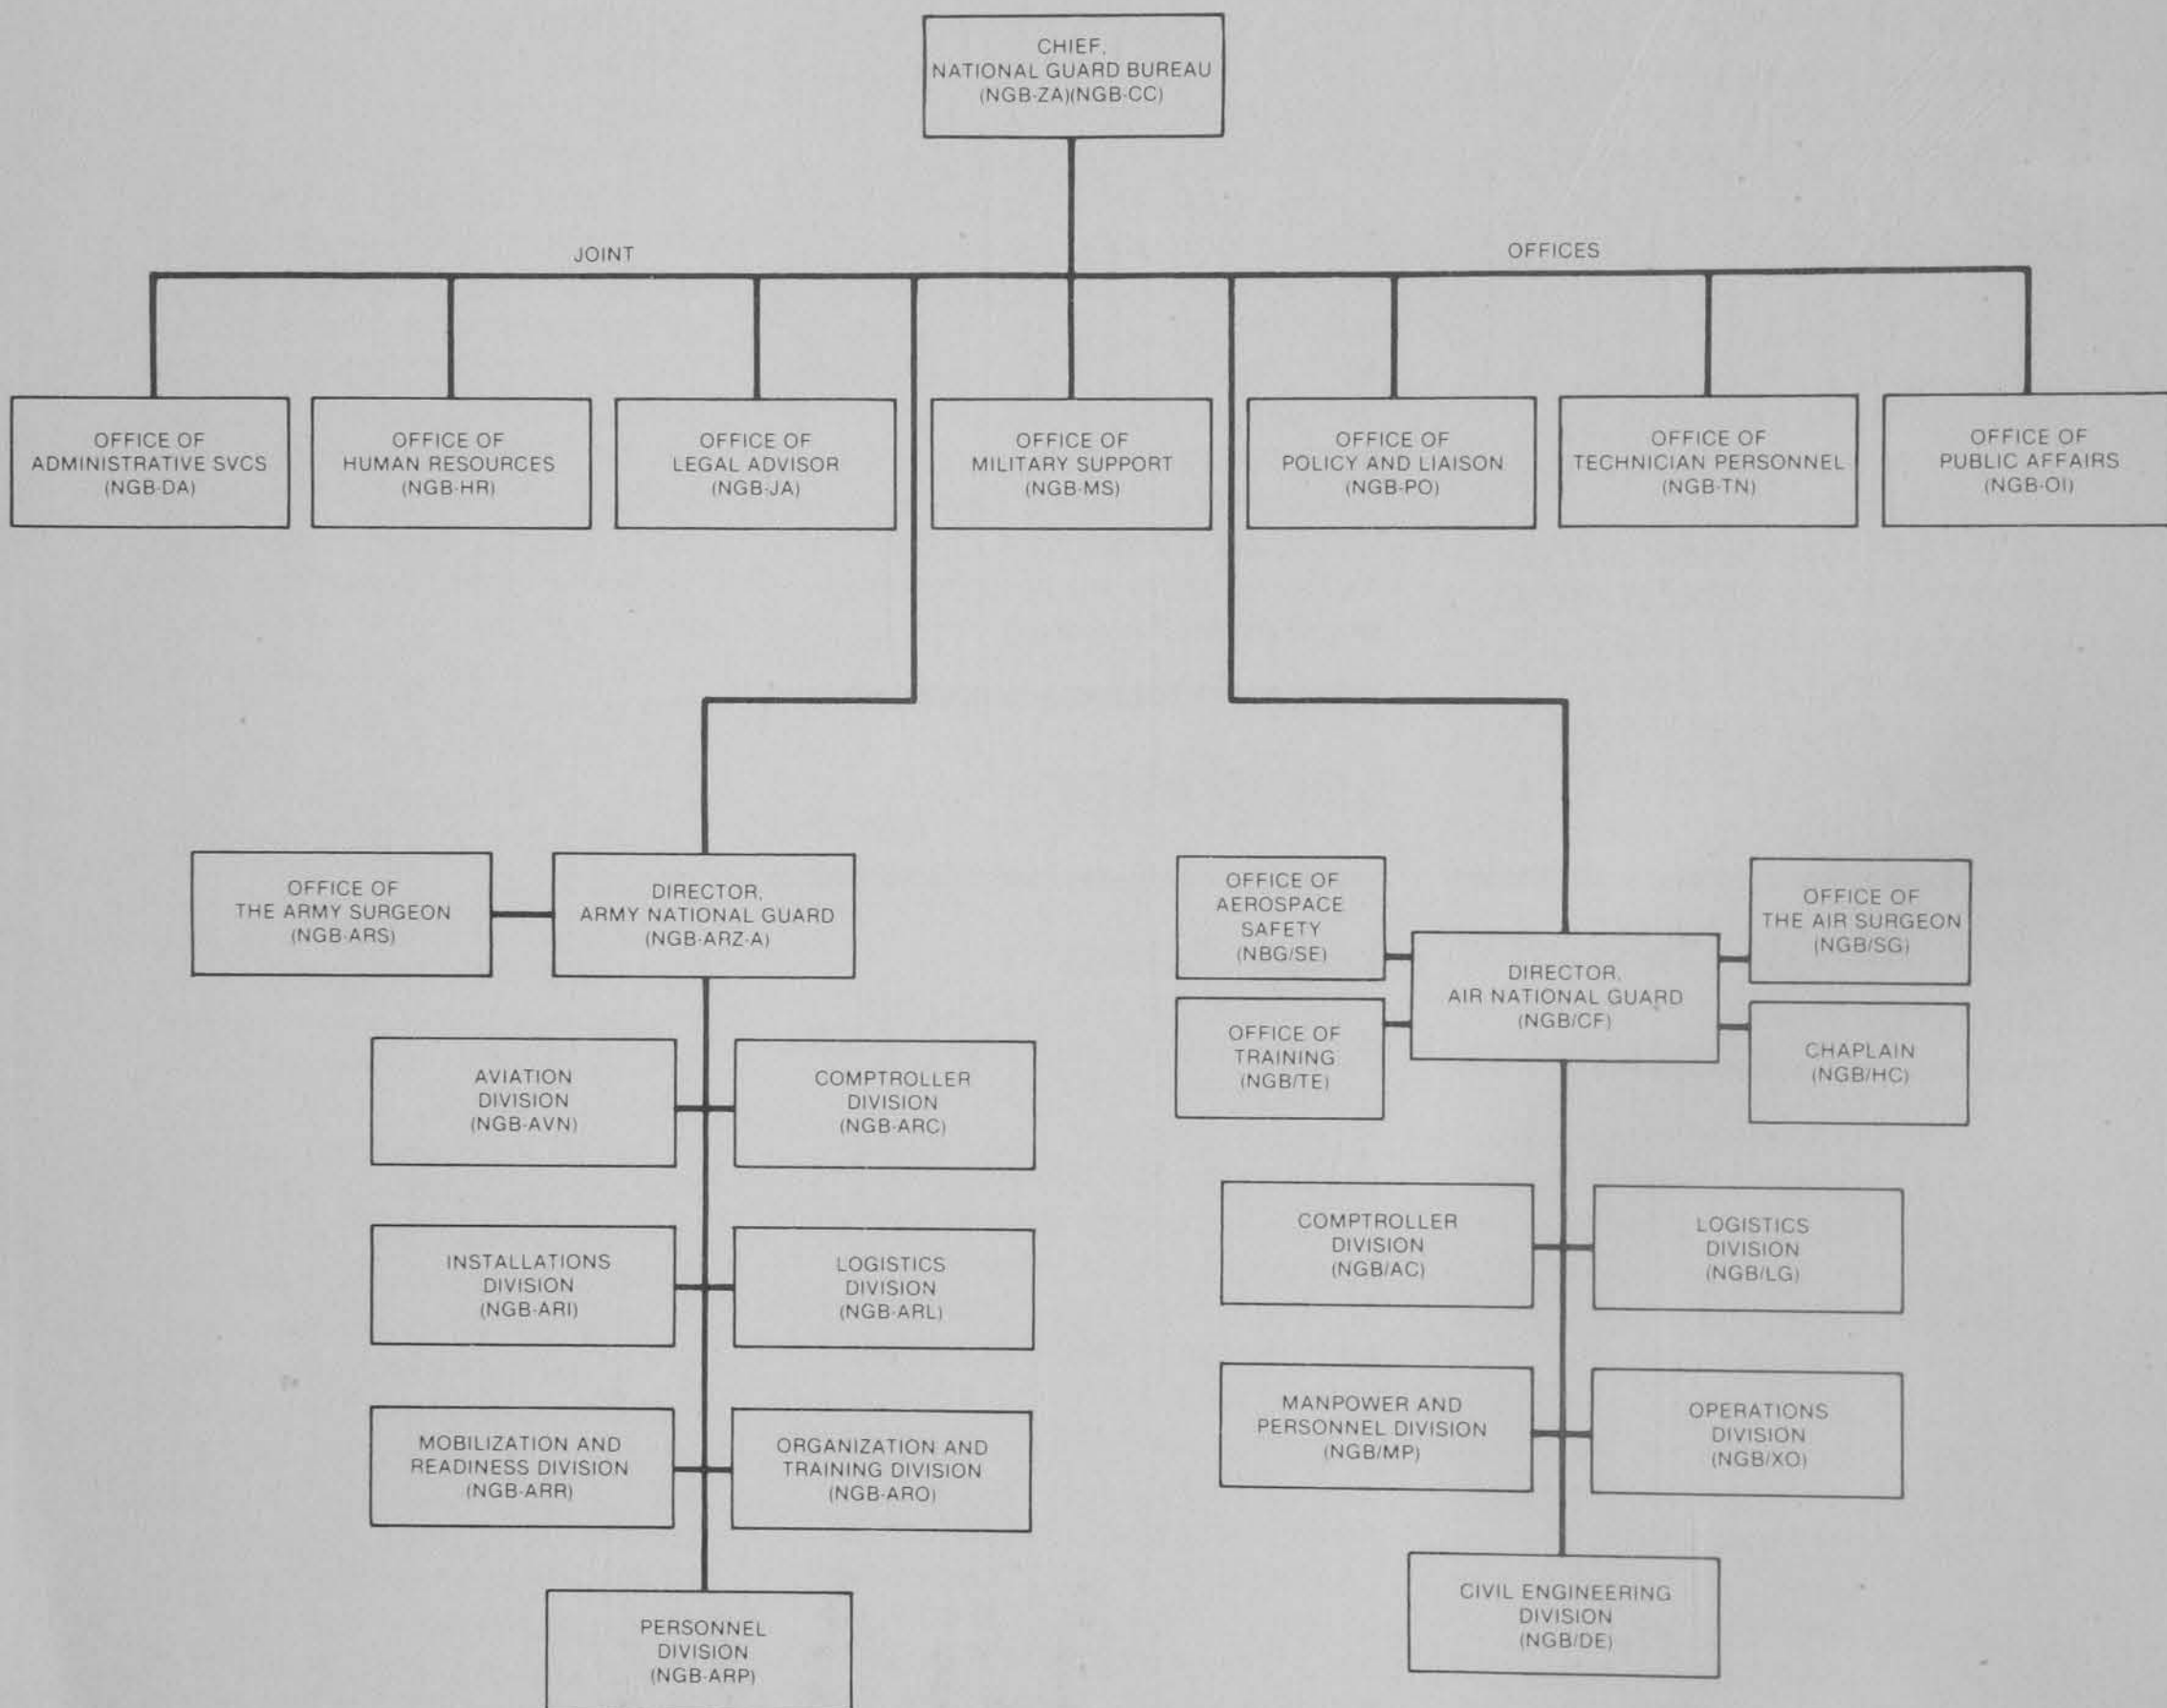 CHIEF,
NATIONAL GUARD BUREAU
(NGB-ZA)(NGB-CC)
JOINT
OFFICES
OFFICE OF
ADMINISTRATIVE SVCS
(NGB-DA)
OFFICE OF
HUMAN RESOURCES
(NGB-HR)
OFFICE OF
LEGAL ADVISOR
(NGB-JA)
OFFICE OF
MILITARY SUPPORT
(NGB-MS)
OFFICE OF
POLICY AND LIAISON
(NGB-PO)
OFFICE OF
TECHNICIAN PERSONNEL
(NGB-TN)
OFFICE OF
PUBLIC AFFAIRS
(NGB-OI)
OFFICE OF
THE ARMY SURGEON
(NGB-ARS)
DIRECTOR,
ARMY NATIONAL GUARD
(NGB-ARZ-A)
AVIATION
DIVISION
(NGB-AVN)
COMPTROLLER
DIVISION
(NGB-ARC)
INSTALLATIONS
DIVISION
(NGB-ARI)
LOGISTICS
DIVISION
(NGB-ARL)
MOBILIZATION AND
READINESS DIVISION
(NGB-ARR)
ORGANIZATION AND
TRAINING DIVISION
(NGB-ARO)
PERSONNEL
DIVISION
(NGB-ARP)
OFFICE OF
AEROSPACE
SAFETY
(NBG/SE)
OFFICE OF
TRAINING
(NGB/TE)
DIRECTOR,
AIR NATIONAL GUARD
(NGB/CF)
OFFICE OF
THE AIR SURGEON
(NGB/SG)
CHAPLAIN
(NGB/HC)
COMPTROLLER
DIVISION
(NGB/AC)
LOGISTICS
DIVISION
(NGB/LG)
MANPOWER AND
PERSONNEL DIVISION
(NGB/MP)
OPERATIONS
DIVISION
(NGB/XO)
CIVIL ENGINEERING
DIVISION
(NGB/DE)